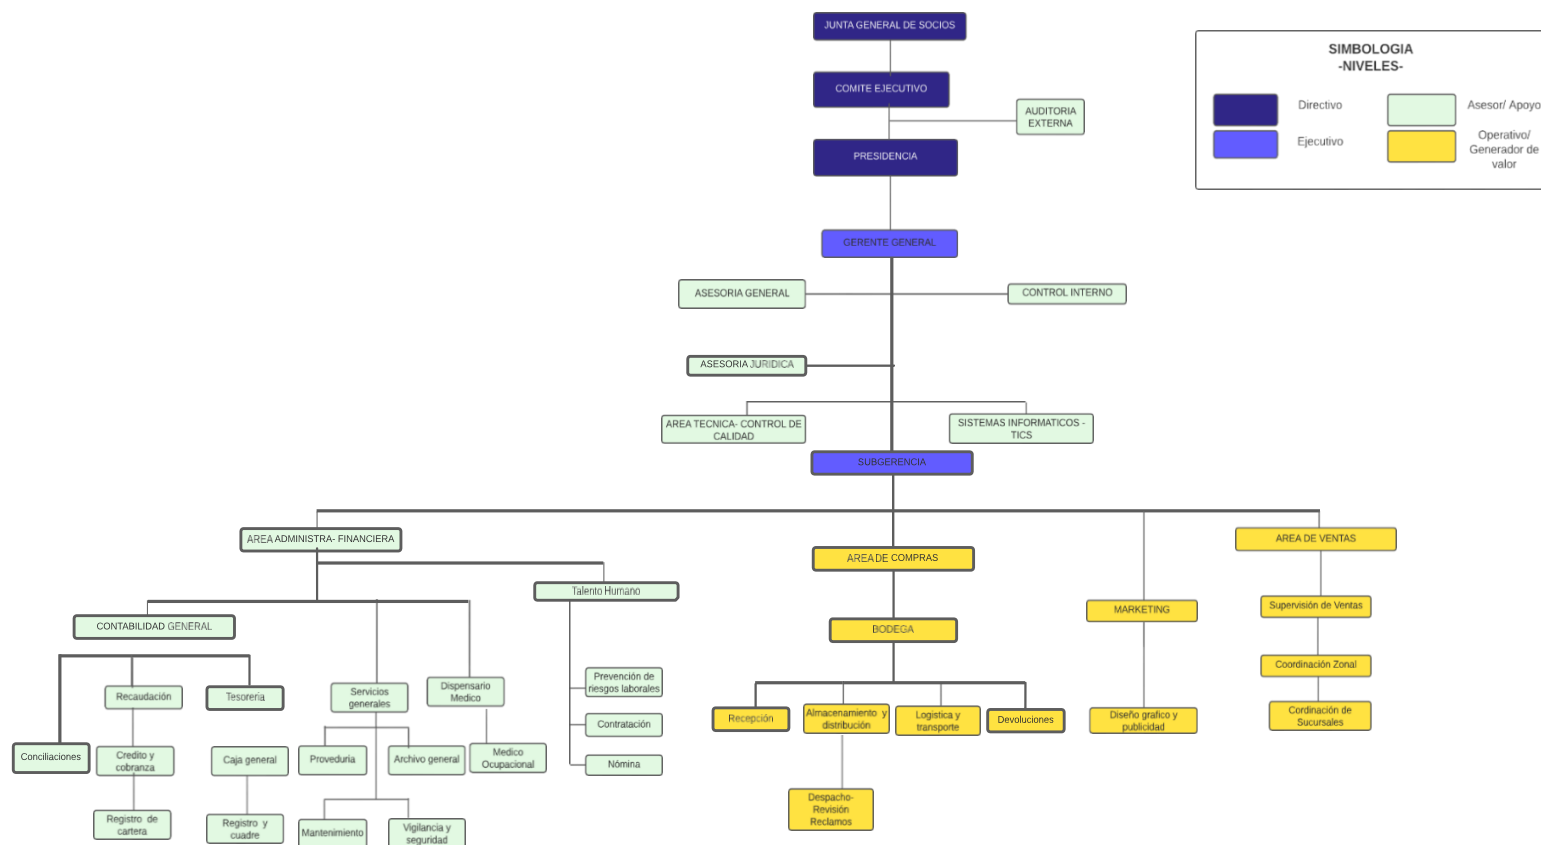 JUNTA GENERAL DE SOCIOS
SIMBOLOGIA
-NIVELES-
COMITE EJECUTIVO
Directivo
Asesor/ Apoyo
AUDITORIA
EXTERNA
Ejecutivo
Operativo/
Generador de
valor
PRESIDENCIA
GERENTE GENERAL
ASESORIA GENERAL
CONTROL INTERNO
ASESORIA JURIDICA
AREA TECNICA- CONTROL DE
CALIDAD
SISTEMAS INFORMATICOS -
TICS
SUBGERENCIA
AREA ADMINISTRA- FINANCIERA
AREA DE COMPRAS
AREA DE VENTAS
Talento Humano
CONTABILIDAD GENERAL
BODEGA
MARKETING
Supervisión de Ventas
Coordinación Zonal
Recaudación
Tesoreria
Servicios
generales
Dispensario
Medico
Prevención de
riesgos laborales
Contratación
Nómina
Recepción
Almacenamiento y
distribución
Logistica y
transporte
Devoluciones
Diseño grafico y
publicidad
Cordinación de
Sucursales
Conciliaciones
Credito y
cobranza
Caja general
Proveduria
Archivo general
Medico
Ocupacional
Registro de
cartera
Registro y
cuadre
Mantenimiento
Vigilancia y
seguridad
Despacho-
Revisión
Reclamos